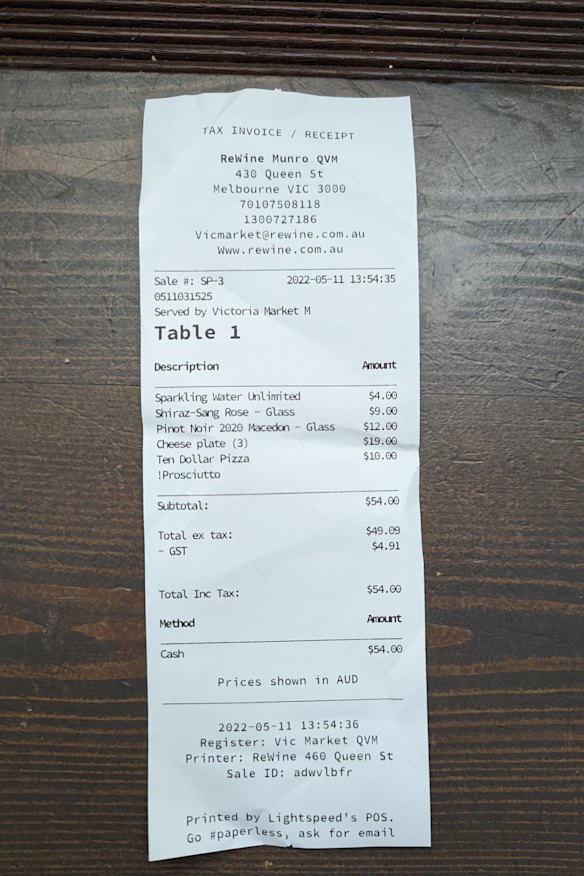 TAX INVOICE / RECEIPT
ReWine Munro QVM
430 Queen St
Melbourne VIC 3000
70107508118
1300727186
Vicmarket@rewine.com.au
Www.rewine.com.au
Sale #: SP-3 2022-05-11 13:54:35
0511031525
Served by Victoria Market M
Table 1
Description Amount
Sparkling Water Unlimited $4.00
Shiraz-Sang Rose - Glass $9.00
Pinot Noir 2020 Macedon - Glass $12.00
Cheese plate (3) $19.00
Ten Dollar Pizza $10.00
!Prosciutto
Subtotal: $54.00
Total ex tax: $49.09
- GST $4.91
Total Inc Tax: $54.00
Method Amount
Cash $54.00
Prices shown in AUD
2022-05-11 13:54:36
Register: Vic Market QVM
Printer: ReWine 460 Queen St
Sale ID: adwvlbfr
Printed by Lightspeed's POS.
Go #paperless, ask for email